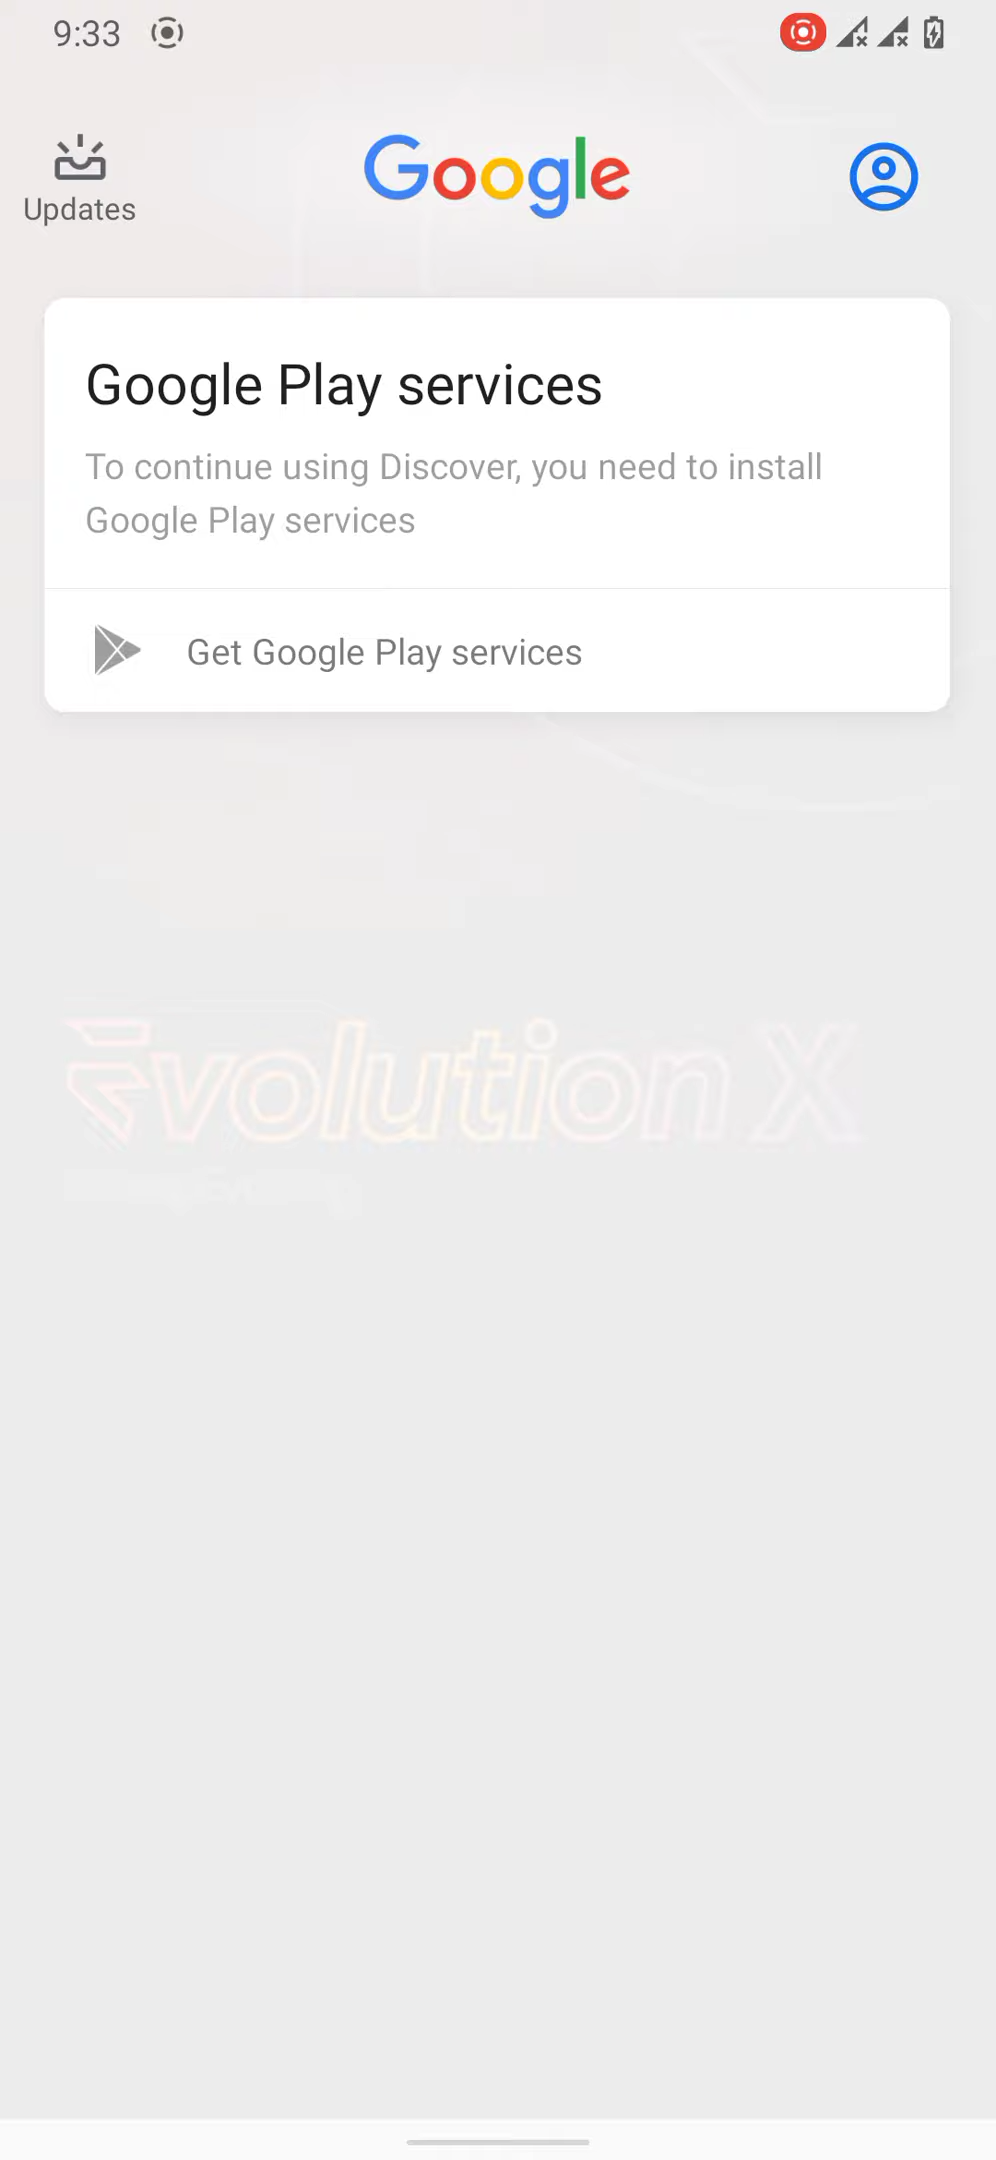 9:33
Updates
Google
Google Play services
To continue using Discover, you need to install
Google Play services
Get Google Play services
Evolution X